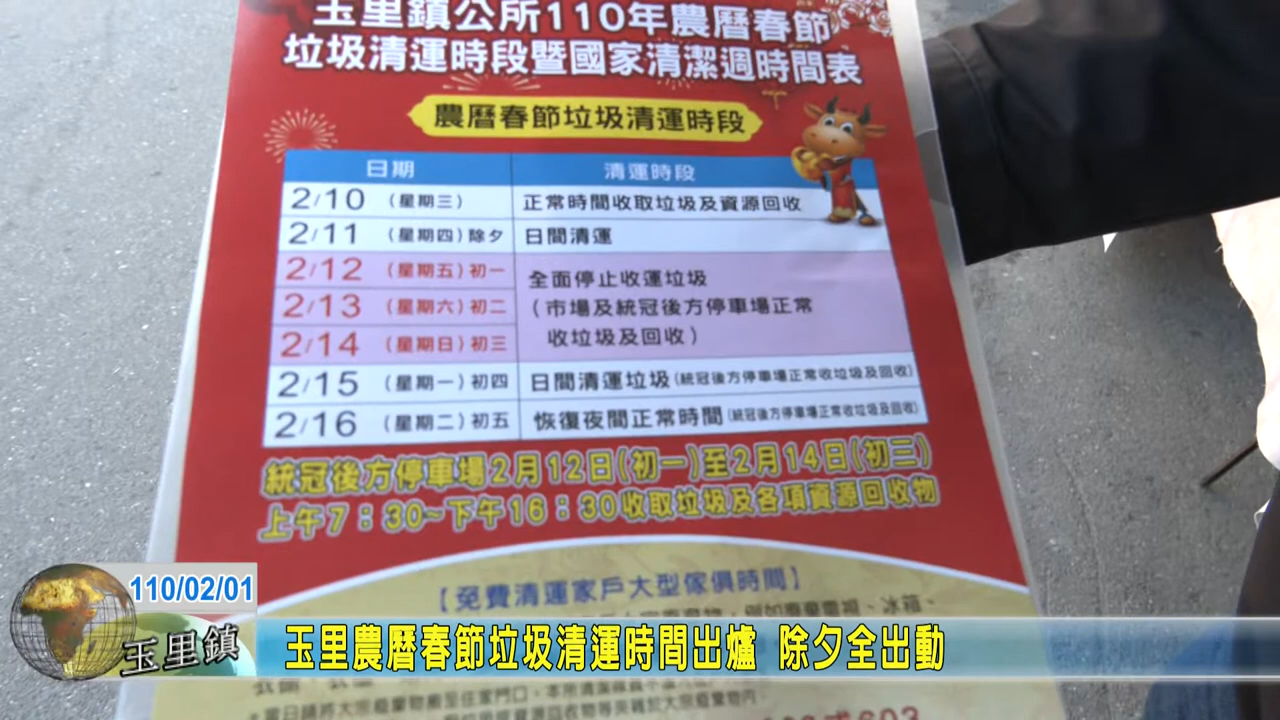 玉里鎮公所110年農曆春節
垃圾清運時段暨國家清潔週時間表
農曆春節垃圾清運時段
日期 清運時段
2/10 (星期三) 正常時間收取垃圾及資源回收
2/11 (星期四)除夕 日間清運
2/12 (星期五)初一 全面停止收運垃圾
2/13 (星期六)初二 (市場及統冠後方停車場正常
2/14 (星期日)初三 收垃圾及回收)
2/15 (星期一)初四 日間清運垃圾(統冠後方停車場正常收垃圾及回收)
2/16 (星期二)初五 恢復夜間正常時間(統冠後方停車場正常收垃圾及回收)
統冠後方停車場2月12日(初一)至2月14日(初三)
上午7:30~下午16:30收取垃圾及各項資源回收物
【免費清運家戶大型傢俱時間】
110/02/01
玉里鎮
玉里農曆春節垃圾清運時間出爐 除夕全出動